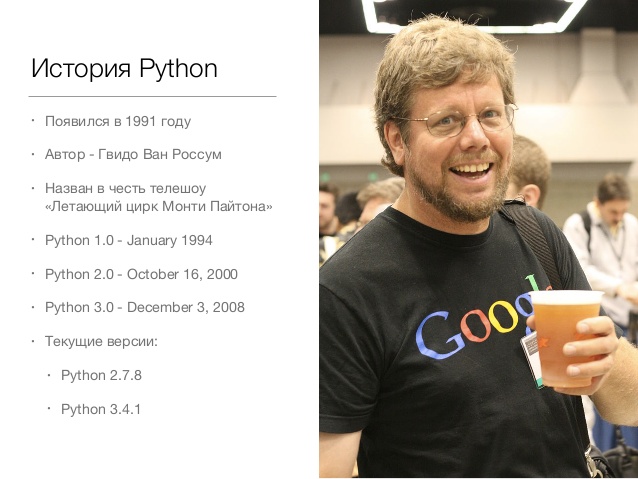 История Python
Появился в 1991 году
Автор - Гвидо Ван Россум
Назван в честь телешоу
«Летающий цирк Монти Пайтона»
Python 1.0 - January 1994
Python 2.0 - October 16, 2000
Python 3.0 - December 3, 2008
Текущие версии:
Python 2.7.8
Python 3.4.1
Google